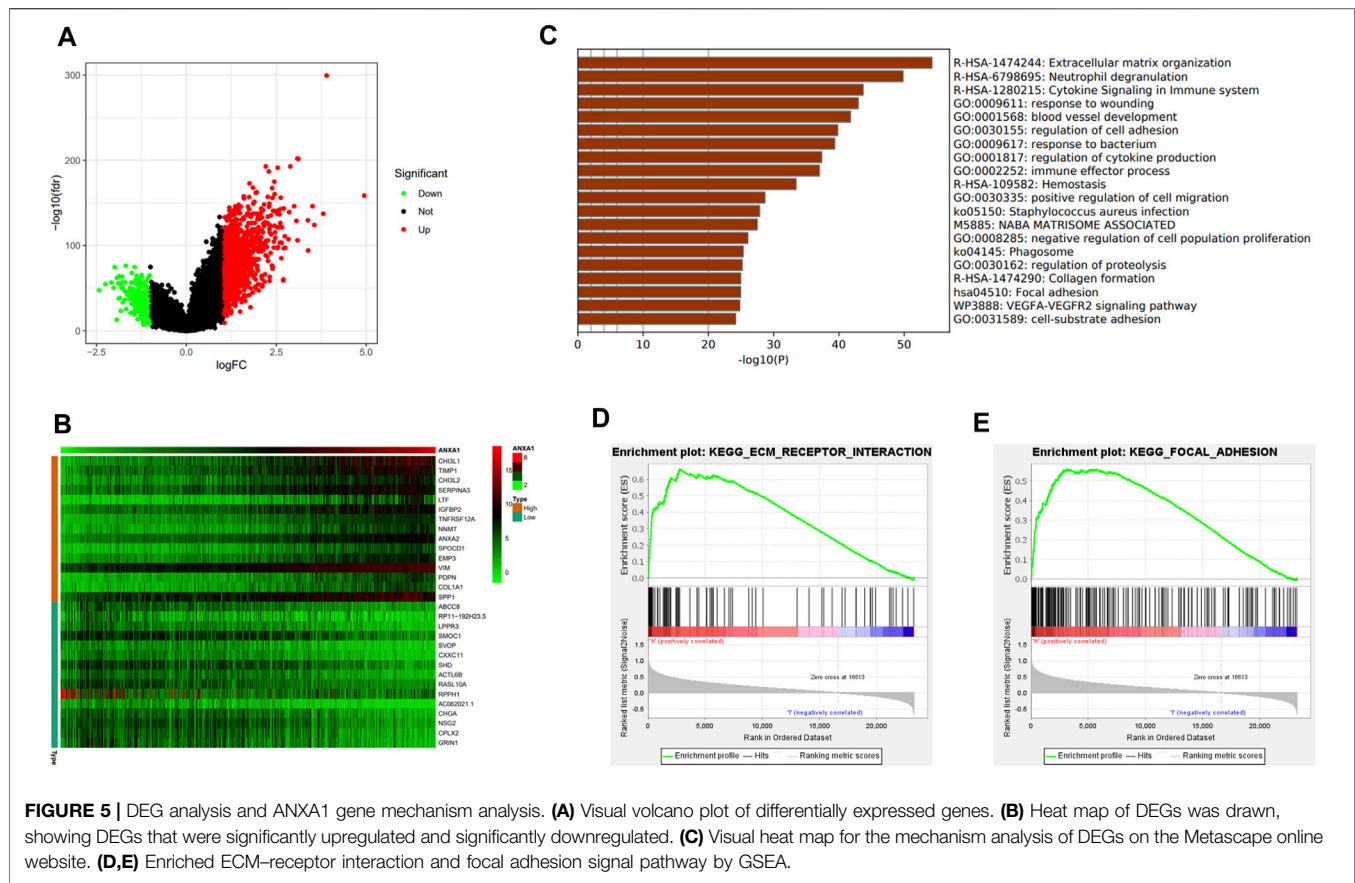 A
300
200
100
0
−log10(fdr)
−2.5
0.0
2.5
5.0
logFC
Significant
Down
Not
Up
C
R-HSA-1474244: Extracellular matrix organization
R-HSA-6798695: Neutrophil degranulation
R-HSA-1280215: Cytokine Signaling in Immune system
GO:0009611: response to wounding
GO:0001568: blood vessel development
GO:0030155: regulation of cell adhesion
GO:0009617: response to bacterium
GO:0001817: regulation of cytokine production
GO:0002252: immune effector process
R-HSA-109582: Hemostasis
GO:0030335: positive regulation of cell migration
ko05150: Staphylococcus aureus infection
M5885: NABA MATRISOME ASSOCIATED
GO:0008285: negative regulation of cell population proliferation
ko04145: Phagosome
GO:0030162: regulation of proteolysis
R-HSA-1474290: Collagen formation
hsa04510: Focal adhesion
WP3888: VEGFA-VEGFR2 signaling pathway
GO:0031589: cell-substrate adhesion
0 10 20 30 40 50
-log10(P)
B
ANXA1
CHI3L1
TIMP1
CHI3L2
SERPINA3
LTF
IGFBP2
TNFRSF12A
NNMT
ANXA2
SPOCD1
EMP3
VIM
PDPN
COL1A1
SPP1
ABCC8
RP11−192H23.5
LPPR3
SMOC1
SVOP
CXXC11
SHD
ACTL6B
RASL10A
RPPH1
AC062021.1
CHGA
NSG2
CPLX2
GRIN1
Type
15
10
5
0
ANXA1
8
2
Type
High
Low
D
Enrichment plot: KEGG_ECM_RECEPTOR_INTERACTION
Enrichment score (ES)
0.6
0.5
0.4
0.3
0.2
0.1
0.0
'h' (positively correlated)
Ranked list metric (Signal2Noise)
1.5
1.0
0.5
0.0
-0.5
Zero cross at 16613
'l' (negatively correlated)
0 5,000 10,000 15,000 20,000
Rank in Ordered Dataset
Enrichment profile Hits Ranking metric scores
E
Enrichment plot: KEGG_FOCAL_ADHESION
Enrichment score (ES)
0.5
0.4
0.3
0.2
0.1
0.0
'h' (positively correlated)
Ranked list metric (Signal2Noise)
1.5
1.0
0.5
0.0
-0.5
Zero cross at 16613
'l' (negatively correlated)
0 5,000 10,000 15,000 20,000
Rank in Ordered Dataset
Enrichment profile Hits Ranking metric scores
FIGURE 5 | DEG analysis and ANXA1 gene mechanism analysis. (A) Visual volcano plot of differentially expressed genes. (B) Heat map of DEGs was drawn,
showing DEGs that were significantly upregulated and significantly downregulated. (C) Visual heat map for the mechanism analysis of DEGs on the Metascape online
website. (D,E) Enriched ECM–receptor interaction and focal adhesion signal pathway by GSEA.